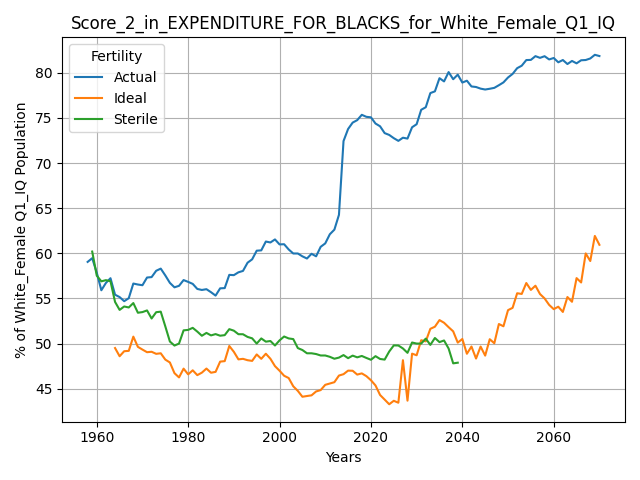 Score_2_in_EXPENDITURE_FOR_BLACKS_for_White_Female_Q1_IQ
Fertility
Actual
Ideal
Sterile
% of White_Female Q1_IQ Population
80
75
70
65
60
55
50
45
1960
1980
2000
2020
2040
2060
Years